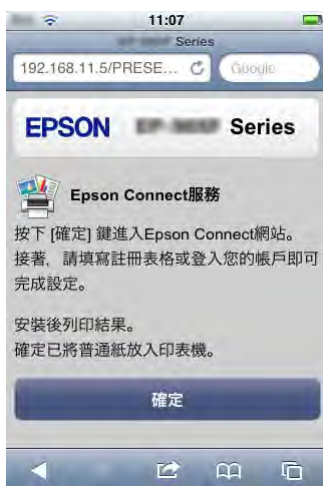 11:07
Series
192.168.11.5/PRESE...
Google
EPSON Series
Epson Connect服務
按下 [確定] 鍵進入Epson Connect網站。
接著，請填寫註冊表格或登入您的帳戶即可
完成設定。
安裝後列印結果。
確定已將普通紙放入印表機。
確定